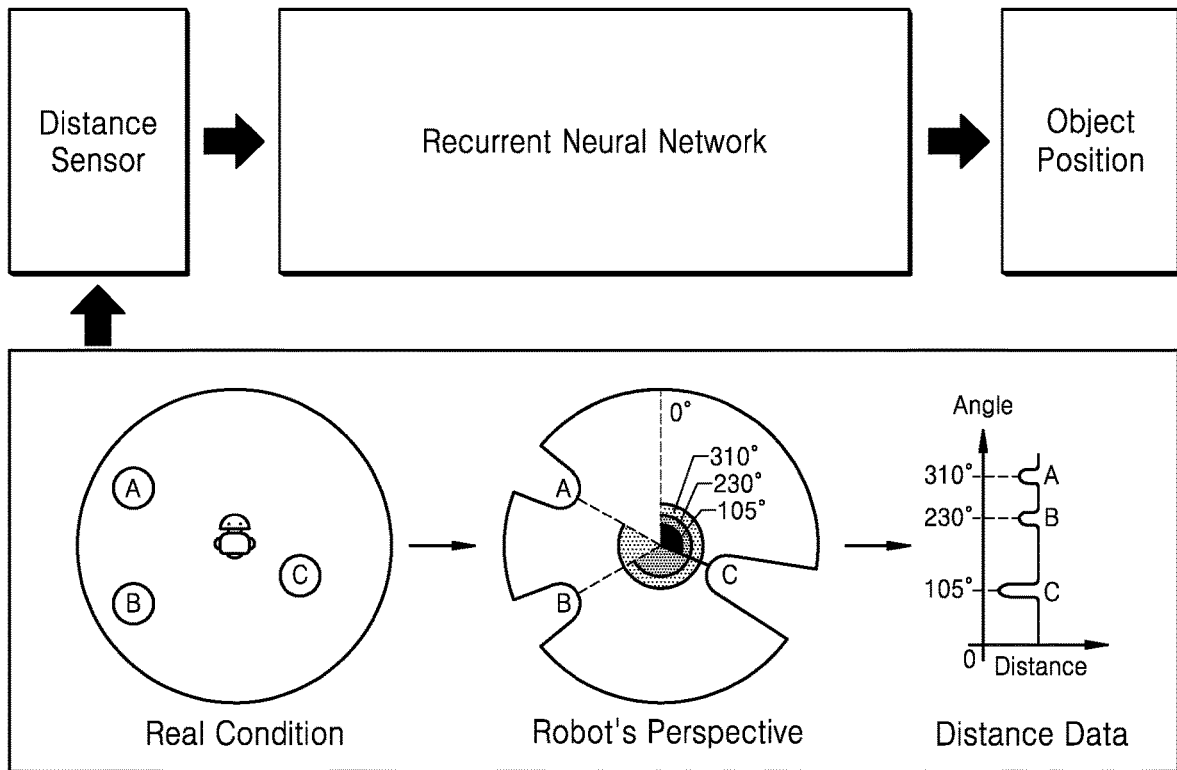 Distance
Sensor
Recurrent Neural Network
Object
Position
A
B
C
Real Condition
0°
310°
230°
105°
A
B
C
Robot's Perspective
Angle
310°
A
230°
B
105°
C
0
Distance
Distance Data